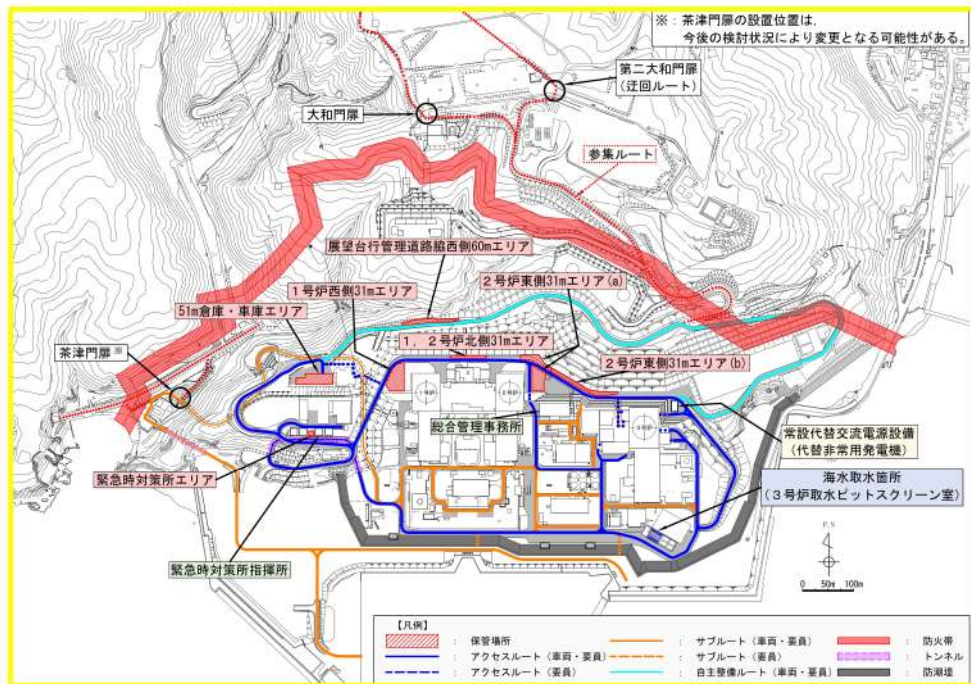 ※：茶津門扉の設置位置は，
今後の検討状況により変更となる可能性がある。
第二大和門扉
（迂回ルート）
大和門扉
参集ルート
展望台行管理道路脇西側60mエリア
１号炉西側31mエリア
２号炉東側31mエリア(a)
51m倉庫・車庫エリア
茶津門扉※
１，２号炉北側31mエリア
２号炉東側31mエリア(b)
１号炉
２号炉
総合管理事務所
３号炉
常設代替交流電源設備
（代替非常用発電機）
緊急時対策所エリア
海水取水箇所
（３号炉取水ピットスクリーン室）
緊急時対策所指揮所
P.N
0 50m 100m
【凡例】
： 保管場所
： サブルート（車両・要員）
： 防火帯
： アクセスルート（車両・要員）
： サブルート（要員）
： トンネル
： アクセスルート（要員）
： 自主整備ルート（車両・要員）
： 防潮堤